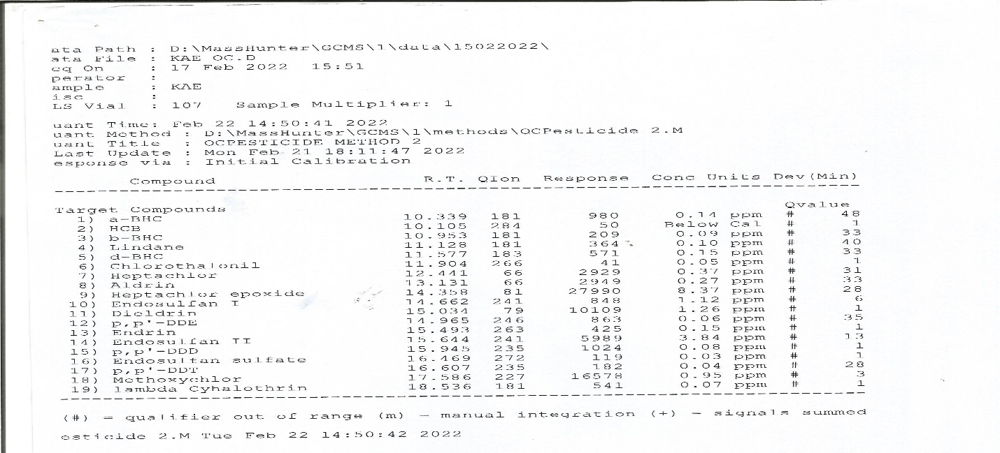 ata Path : D:\MassHunter\GCMS\1\data\15022022\
ata File : KAE OC.D
cq On : 17 Feb 2022 15:51
perator :
ample : KAE
isc :
LS Vial : 107 Sample Multiplier: 1
uant Time: Feb 22 14:50:41 2022
uant Method : D:\MassHunter\GCMS\1\methods\OCPesticide 2.M
uant Title : OCPESTICIDE METHOD 2
Last Update : Mon Feb 21 18:11:47 2022
esponse via : Initial Calibration
Compound R.T. QIon Response Conc Units Dev(Min)
Target Compounds Qvalue
1) a-BHC 10.339 181 980 0.14 ppm # 48
2) HCB 10.105 284 50 Below Cal # 1
3) b-BHC 10.953 181 209 0.09 ppm # 33
4) Lindane 11.128 181 364 0.10 ppm # 40
5) d-BHC 11.577 183 571 0.15 ppm # 33
6) Chlorothalonil 11.904 266 41 0.05 ppm # 1
7) Heptachlor 12.441 66 2929 0.37 ppm # 31
8) Aldrin 13.131 66 2949 0.27 ppm # 33
9) Heptachlor epoxide 14.358 81 27990 8.37 ppm # 28
10) Endosulfan I 14.662 241 848 1.12 ppm # 6
11) Dieldrin 15.034 79 10109 1.26 ppm # 1
12) p,p'-DDE 14.965 246 863 0.06 ppm # 35
13) Endrin 15.493 263 425 0.15 ppm # 1
14) Endosulfan II 15.644 241 5989 3.84 ppm # 13
15) p,p'-DDD 15.945 235 1024 0.08 ppm # 1
16) Endosulfan sulfate 16.469 272 119 0.03 ppm # 1
17) p,p'-DDT 16.607 235 182 0.04 ppm # 28
18) Methoxychlor 17.586 227 16578 0.95 ppm # 3
19) lambda Cyhalothrin 18.536 181 541 0.07 ppm # 1
(#) = qualifier out of range (m) = manual integration (+) = signals summed
esticide 2.M Tue Feb 22 14:50:42 2022